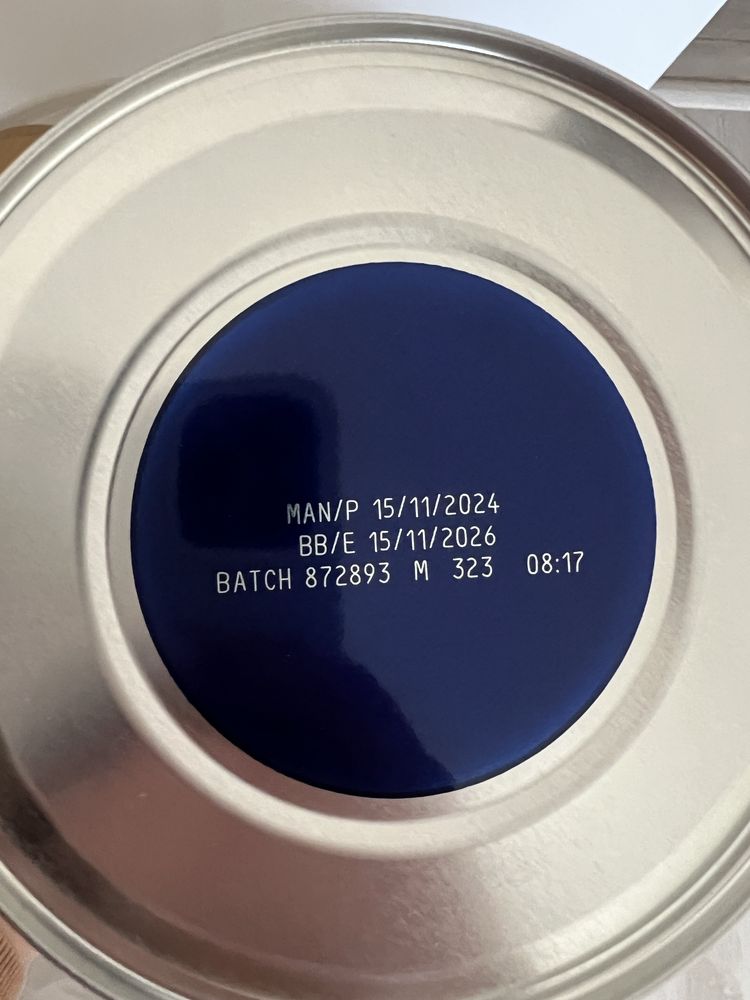 MAN/P 15/11/2024
BB/E 15/11/2026
BATCH 872893 M 323 08:17